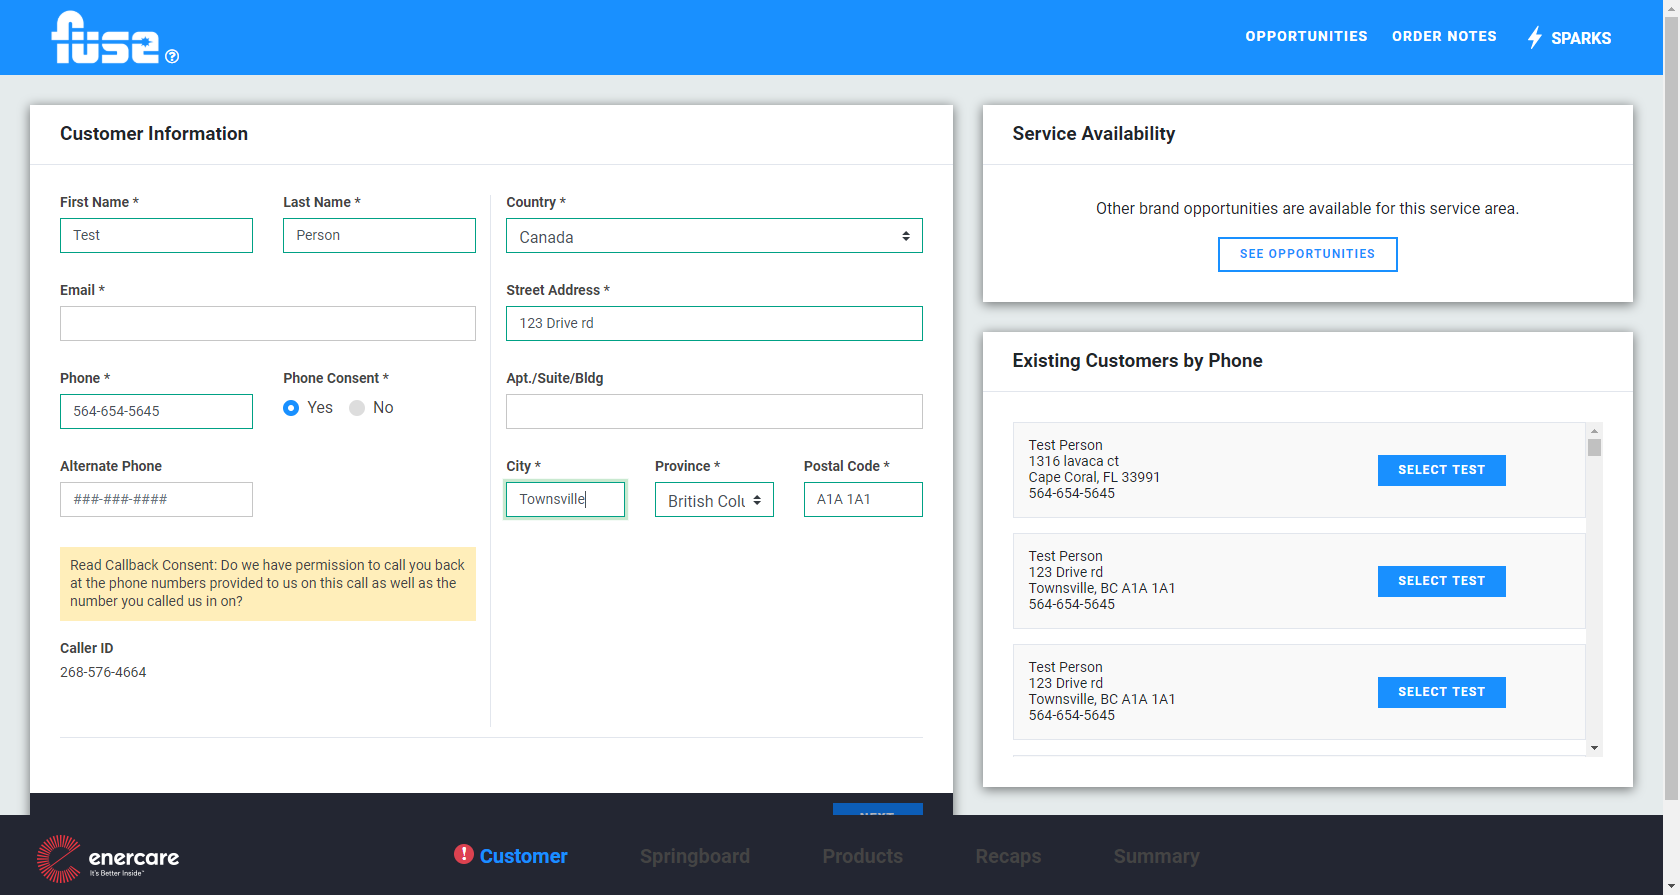 fuse
OPPORTUNITIES
ORDER NOTES
SPARKS
Customer Information
First Name *
Last Name *
Test
Person
Email *
Phone *
Phone Consent *
564-654-5645
Yes
No
Alternate Phone
###-###-####
Read Callback Consent: Do we have permission to call you back
at the phone numbers provided to us on this call as well as the
number you called us in on?
Caller ID
268-576-4664
Country *
Canada
Street Address *
123 Drive rd
Apt./Suite/Bldg
City *
Province *
Postal Code *
Townsville
British Colu
A1A 1A1
NEXT
Service Availability
Other brand opportunities are available for this service area.
SEE OPPORTUNITIES
Existing Customers by Phone
Test Person
1316 lavaca ct
Cape Coral, FL 33991
564-654-5645
SELECT TEST
Test Person
123 Drive rd
Townsville, BC A1A 1A1
564-654-5645
SELECT TEST
Test Person
123 Drive rd
Townsville, BC A1A 1A1
564-654-5645
SELECT TEST
enercare
It's Better Inside
Customer
Springboard
Products
Recaps
Summary